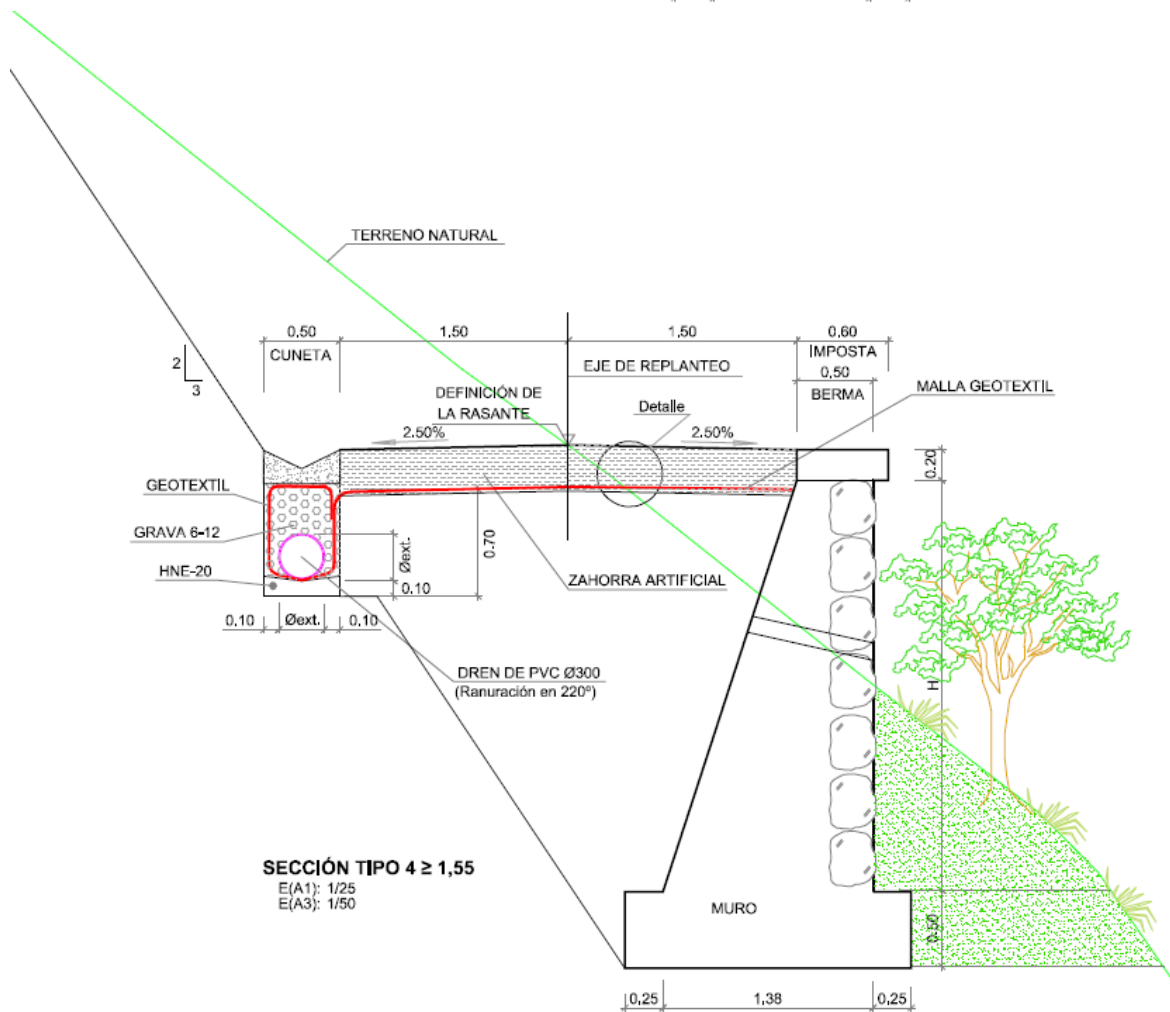 TERRENO NATURAL
0.50
1,50
1.50
0.60
CUNETA
IMPOSTA
EJE DE REPLANTEO
0,50
2
3
BERMA
MALLA GEOTEXTIL
DEFINICIÓN DE
LA RASANTE
Detalle
2.50%
2.50%
0.20
GEOTEXTIL
GRAVA 6-12
Øext.
0.70
HNE-20
ZAHORRA ARTIFICIAL
0.10
0.10
Øext.
0.10
DREN DE PVC Ø300
(Ranuración en 220º)
H
SECCIÓN TIPO 4 ≥ 1,55
E(A1): 1/25
E(A3): 1/50
MURO
0.50
0,25
1,38
0,25